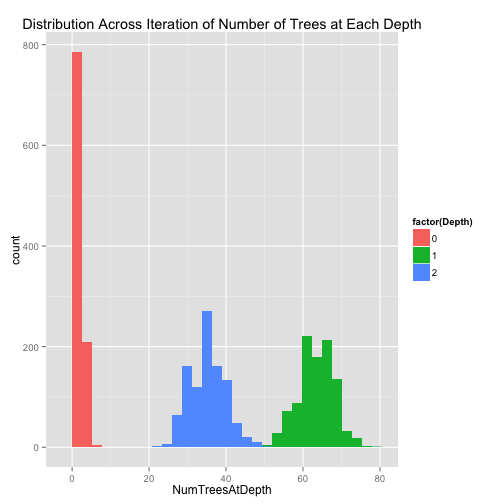 Distribution Across Iteration of Number of Trees at Each Depth
800
600
400
200
0
count
0 20 40 60 80
NumTreesAtDepth
factor(Depth)
0
1
2